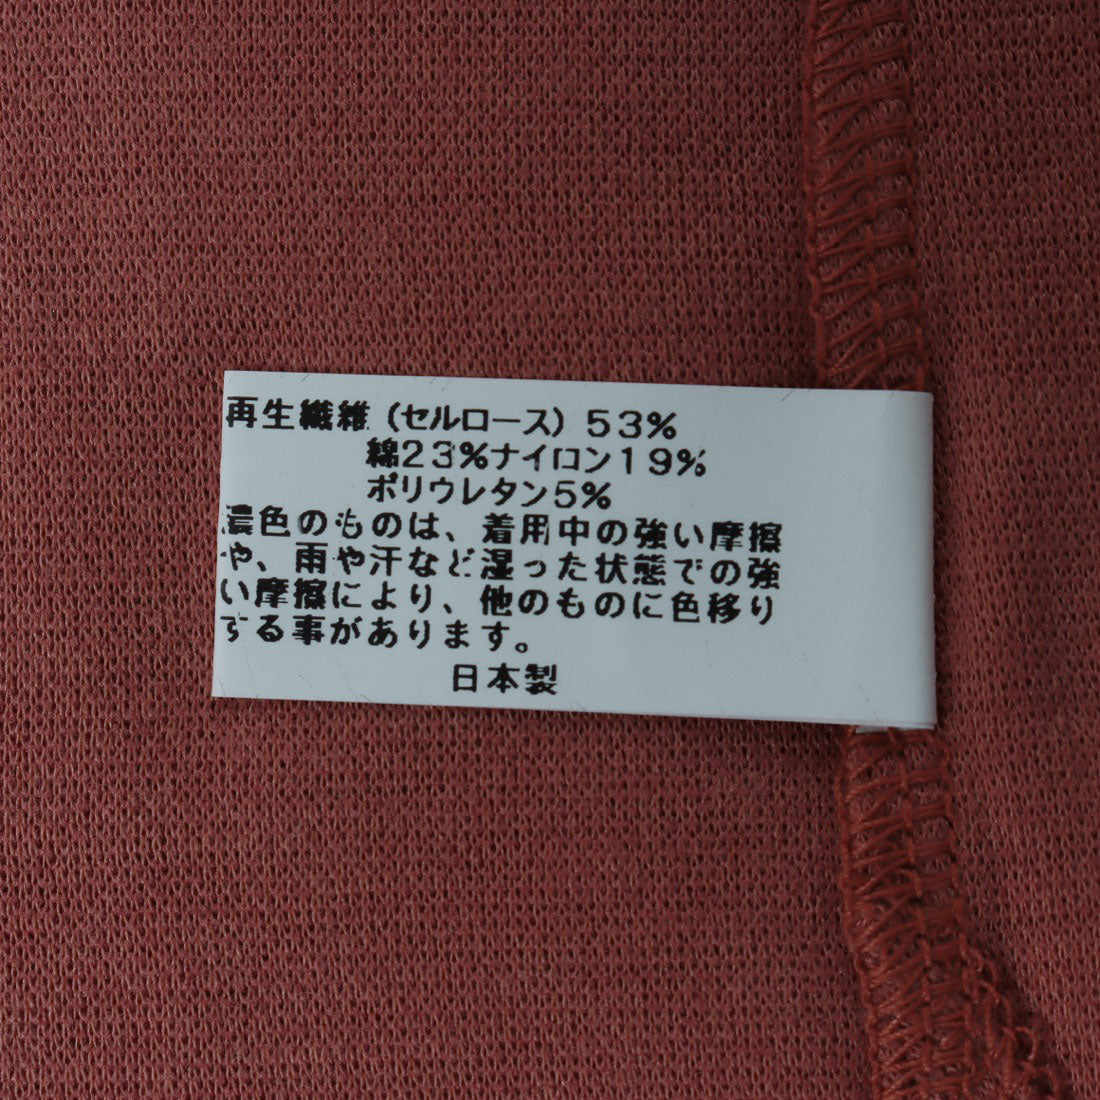 再生繊維(セルロース)53%
綿23%ナイロン19%
ポリウレタン5%
濃色のものは、着用中の強い摩擦
や、雨や汗など湿った状態での強
い摩擦により、他のものに色移り
する事があります。
日本製